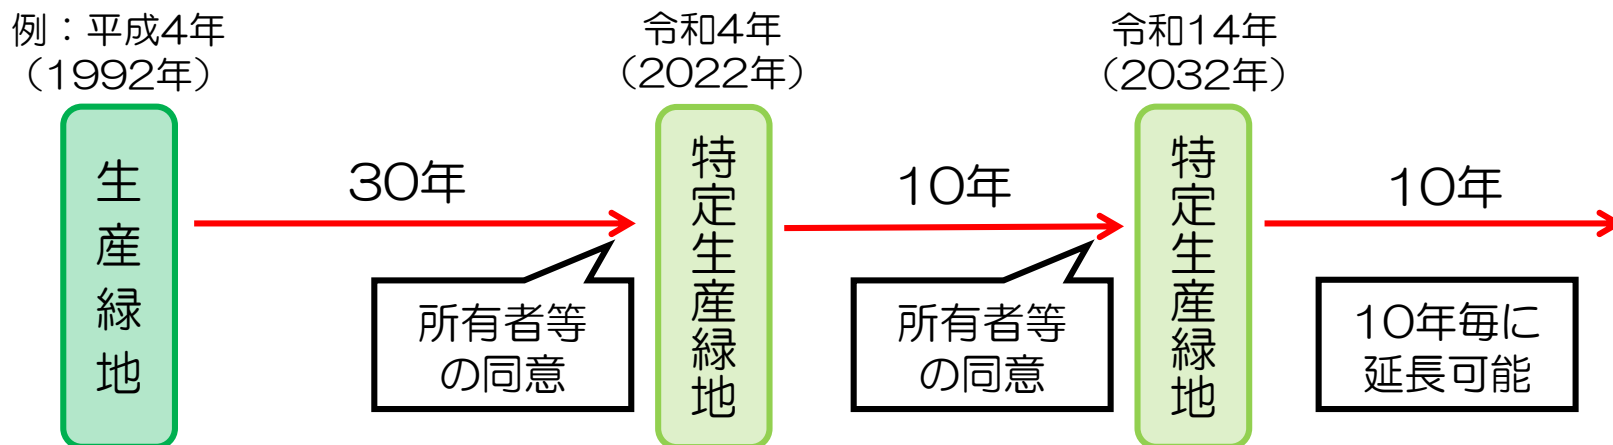 例：平成4年
（1992年）
令和4年
（2022年）
令和14年
（2032年）
生産緑地
30年
所有者等
の同意
特定生産緑地
10年
所有者等
の同意
特定生産緑地
10年
10年毎に
延長可能